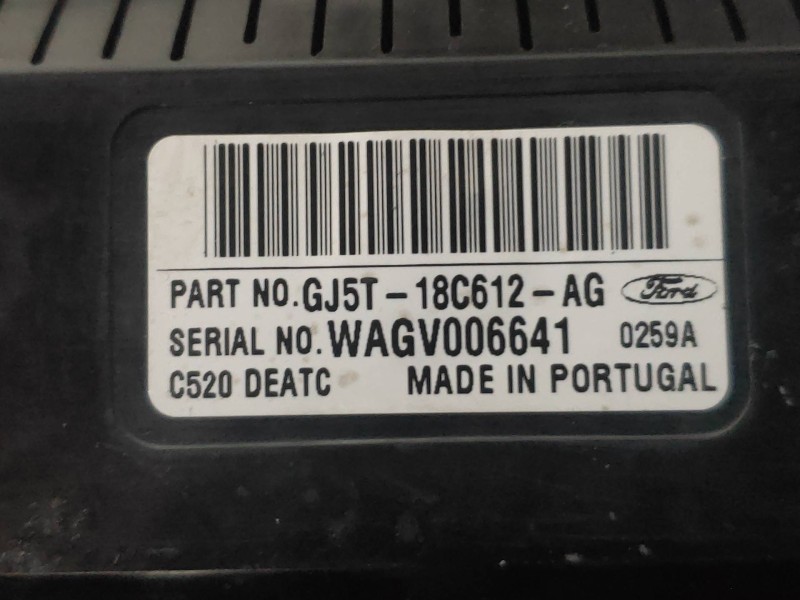 PART NO. GJ5T-18C612-AG Ford
SERIAL NO. WAGV006641 0259A
C520 DEATC MADE IN PORTUGAL